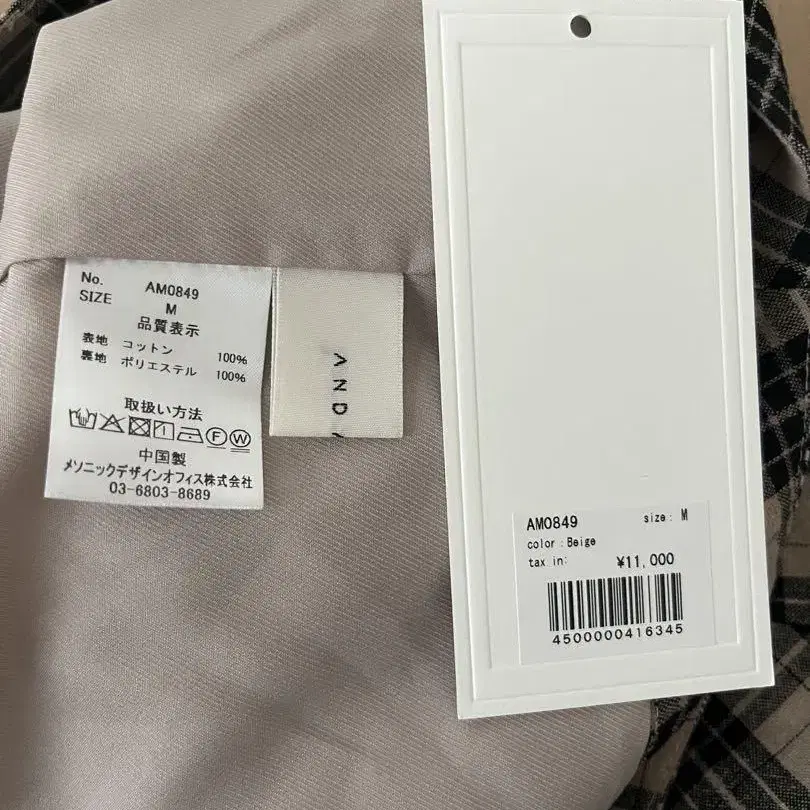 No. AM0849
SIZE M
品質表示
表地 コットン 100%
裏地 ポリエステル 100%
取扱い方法
F W
中国製
メソニックデザインオフィス株式会社
03-6803-8689
AND
AM0849 size: M
color : Beige
tax in: ¥11,000
4500000416345